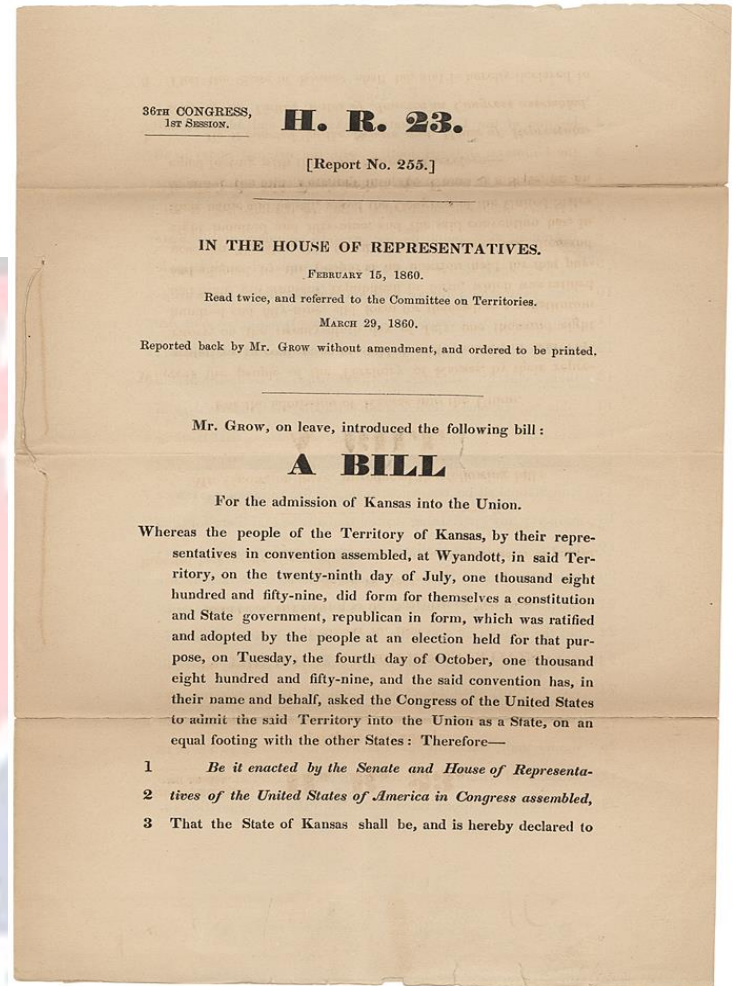 36TH CONGRESS,
1ST SESSION.
H. R. 23.
[Report No. 255.]
IN THE HOUSE OF REPRESENTATIVES.
FEBRUARY 15, 1860.
Read twice, and referred to the Committee on Territories.
MARCH 29, 1860.
Reported back by Mr. GROW without amendment, and ordered to be printed.
Mr. GROW, on leave, introduced the following bill:
A BILL
For the admission of Kansas into the Union.
Whereas the people of the Territory of Kansas, by their repre-
sentatives in convention assembled, at Wyandott, in said Ter-
ritory, on the twenty-ninth day of July, one thousand eight
hundred and fifty-nine, did form for themselves a constitution
and State government, republican in form, which was ratified
and adopted by the people at an election held for that pur-
pose, on Tuesday, the fourth day of October, one thousand
eight hundred and fifty-nine, and the said convention has, in
their name and behalf, asked the Congress of the United States
to admit the said Territory into the Union as a State, on an
equal footing with the other States: Therefore—
1 Be it enacted by the Senate and House of Representa-
2 tives of the United States of America in Congress assembled,
3 That the State of Kansas shall be, and is hereby declared to